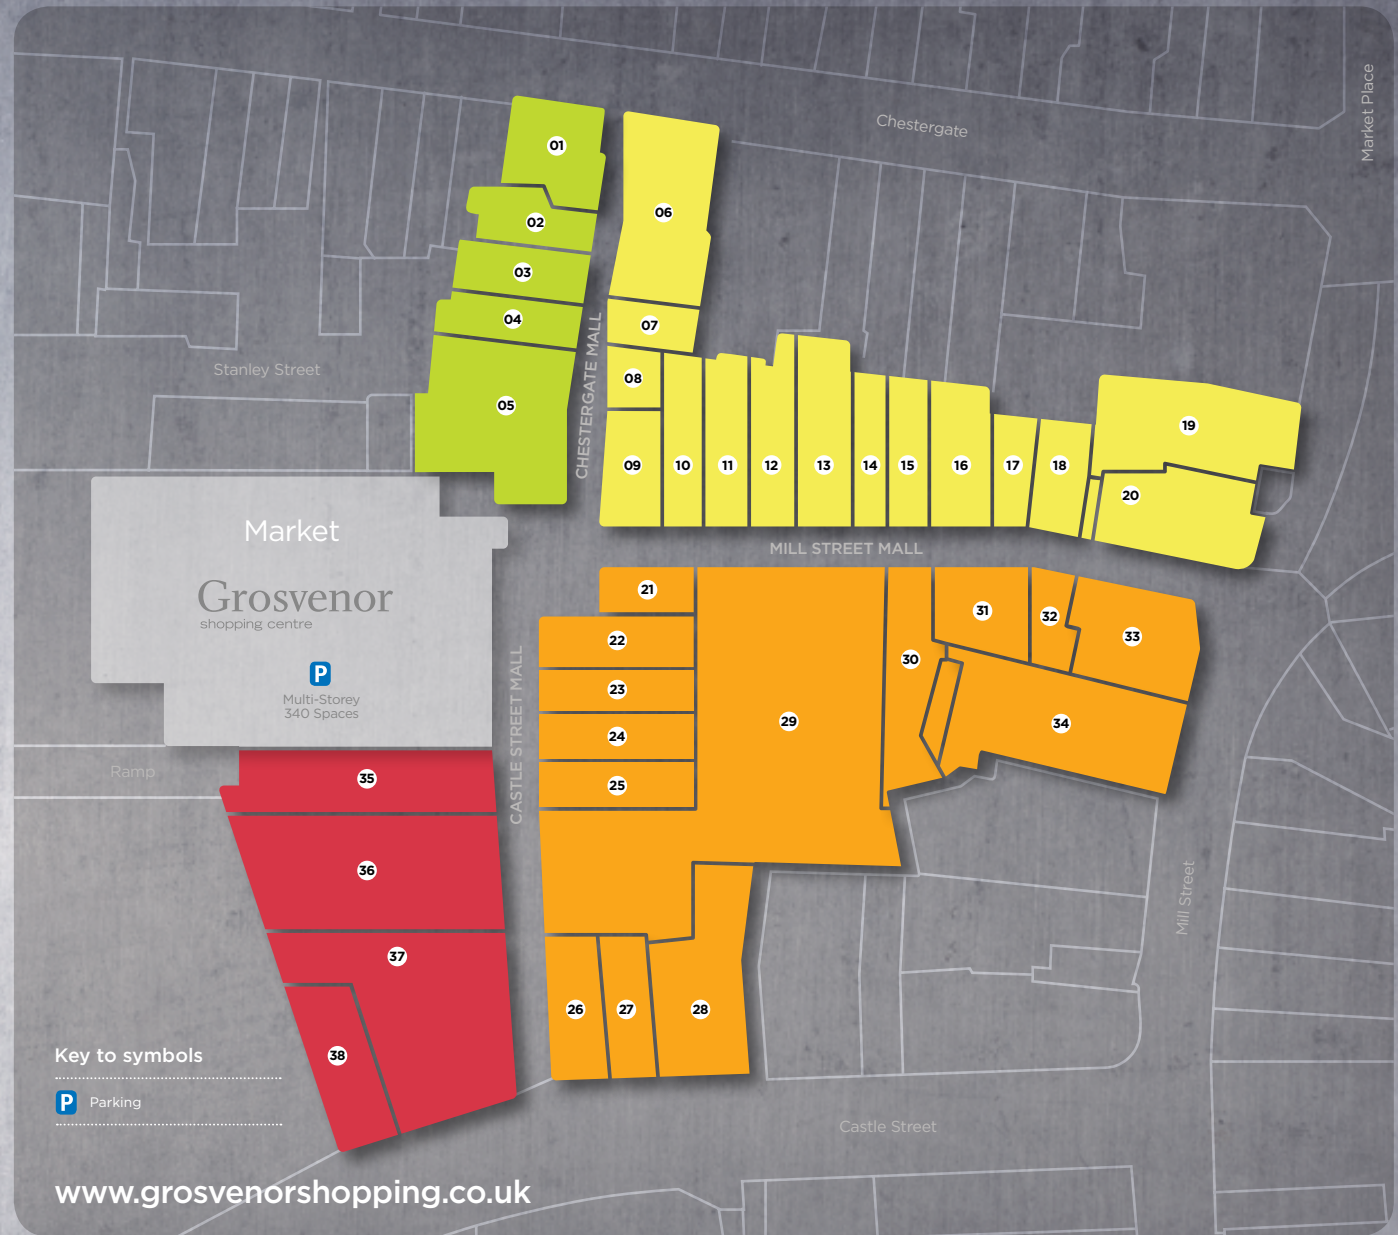 Market Place
Chestergate
01
02
03
04
05
06
07
08
09
10
11
12
13
14
15
16
17
18
19
20
Stanley Street
CHESTERGATE MALL
MILL STREET MALL
Market
Grosvenor
shopping centre
P
Multi-Storey
340 Spaces
CASTLE STREET MALL
21
22
23
24
25
26
27
28
29
30
31
32
33
34
Ramp
35
36
37
38
Mill Street
Castle Street
Key to symbols
P Parking
www.grosvenorshopping.co.uk